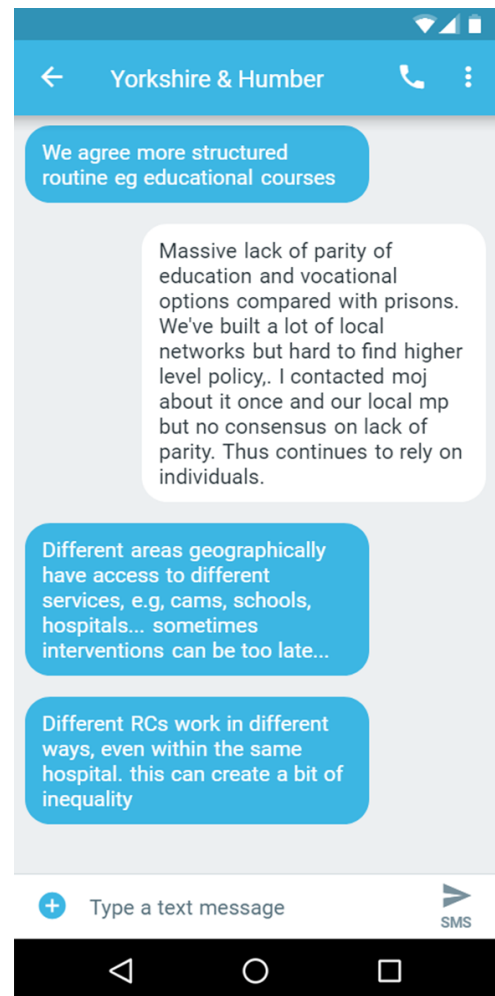 Yorkshire & Humber
We agree more structured
routine eg educational courses
Massive lack of parity of
education and vocational
options compared with prisons.
We've built a lot of local
networks but hard to find higher
level policy,. I contacted moj
about it once and our local mp
but no consensus on lack of
parity. Thus continues to rely on
individuals.
Different areas geographically
have access to different
services, e.g, cams, schools,
hospitals... sometimes
interventions can be too late...
Different RCs work in different
ways, even within the same
hospital. this can create a bit of
inequality
Type a text message
SMS